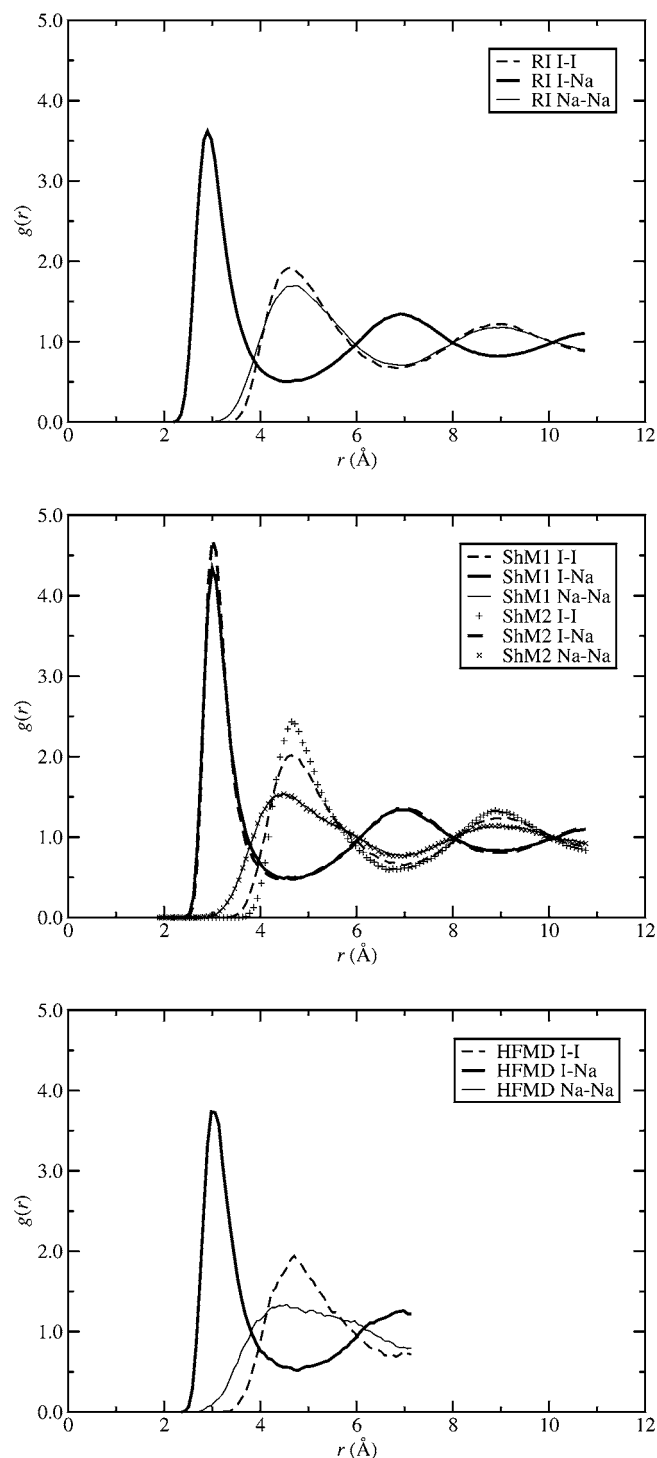 5.0
4.0
3.0
2.0
1.0
0.0
g(r)
RI I-I
RI I-Na
RI Na-Na
0 2 4 6 8 10 12
r (Å)
5.0
4.0
3.0
2.0
1.0
0.0
g(r)
ShM1 I-I
ShM1 I-Na
ShM1 Na-Na
ShM2 I-I
ShM2 I-Na
ShM2 Na-Na
0 2 4 6 8 10 12
r (Å)
5.0
4.0
3.0
2.0
1.0
0.0
g(r)
HFMD I-I
HFMD I-Na
HFMD Na-Na
0 2 4 6 8 10 12
r (Å)